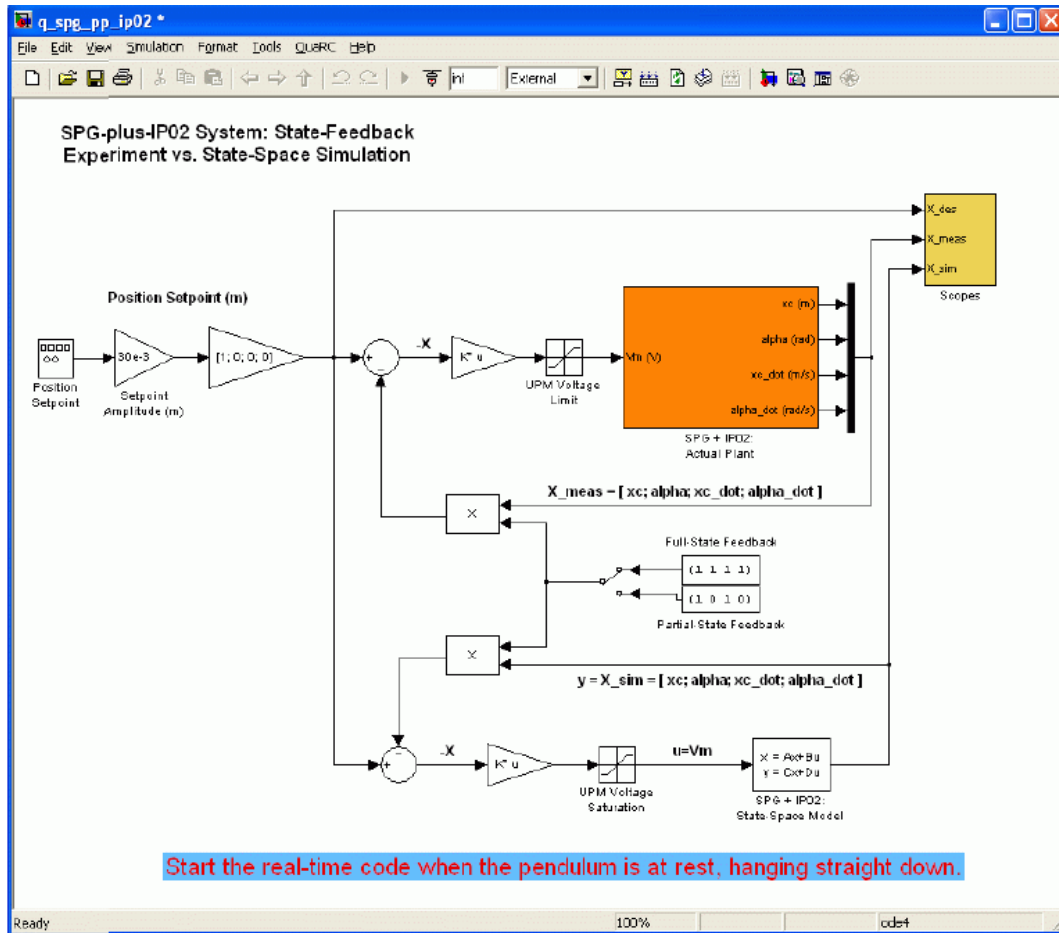 q_spg_pp_ip02 *
File Edit View Simulation Format Tools QuaRC Help
inf External
SPG-plus-IP02 System: State-Feedback
Experiment vs. State-Space Simulation
X_des
X_meas
X_sim
Scopes
Position Setpoint (m)
Position
Setpoint
30e-3
Setpoint
Amplitude (m)
[1; 0; 0; 0]
+
-
-X
K* u
UPM Voltage
Limit
Vm (V)
xc (m)
alpha (rad)
xc_dot (m/s)
alpha_dot (rad/s)
SPG + IP02:
Actual Plant
X_meas = [ xc; alpha; xc_dot; alpha_dot ]
X
Full-State Feedback
(1 1 1 1)
(1 0 1 0)
Partial-State Feedback
X
y = X_sim = [ xc; alpha; xc_dot; alpha_dot ]
+
-
-X
K* u
UPM Voltage
Saturation
u=Vm
x = Ax+Bu
y = Cx+Du
SPG + IP02:
State-Space Model
Start the real-time code when the pendulum is at rest, hanging straight down.
Ready 100% ode4